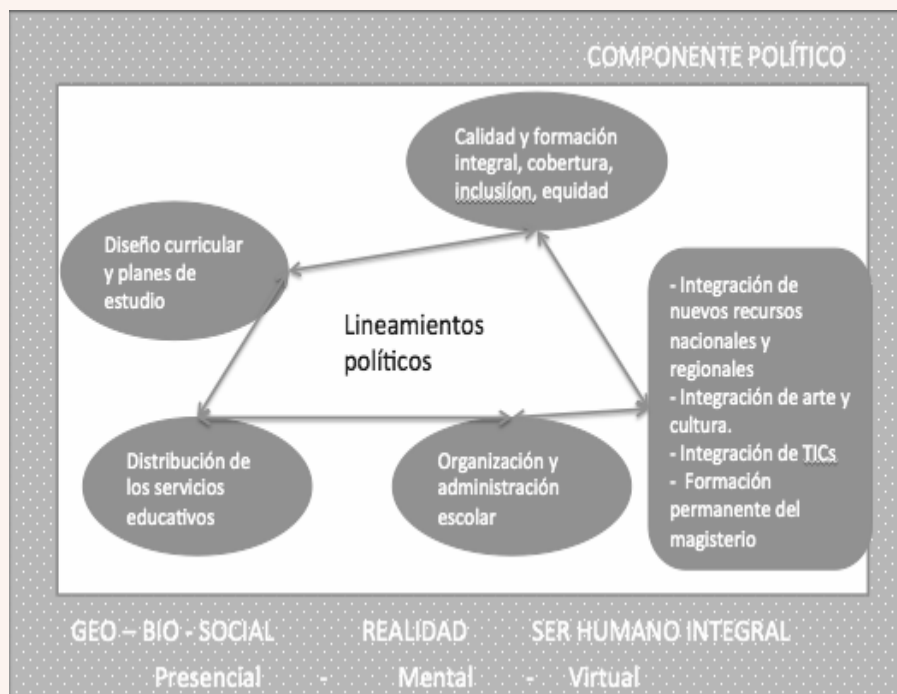 COMPONENTE POLÍTICO
Calidad y formación
integral, cobertura,
inclusiíon, equidad
Diseño curricular
y planes de
estudio
Lineamientos
políticos
- Integración de
nuevos recursos
nacionales y
regionales
- Integración de arte y
cultura.
- Integración de TICs
- Formación
permanente del
magisterio
Distribución de
los servicios
educativos
Organización y
administración
escolar
GEO – BIO - SOCIAL REALIDAD SER HUMANO INTEGRAL
Presencial - Mental - Virtual